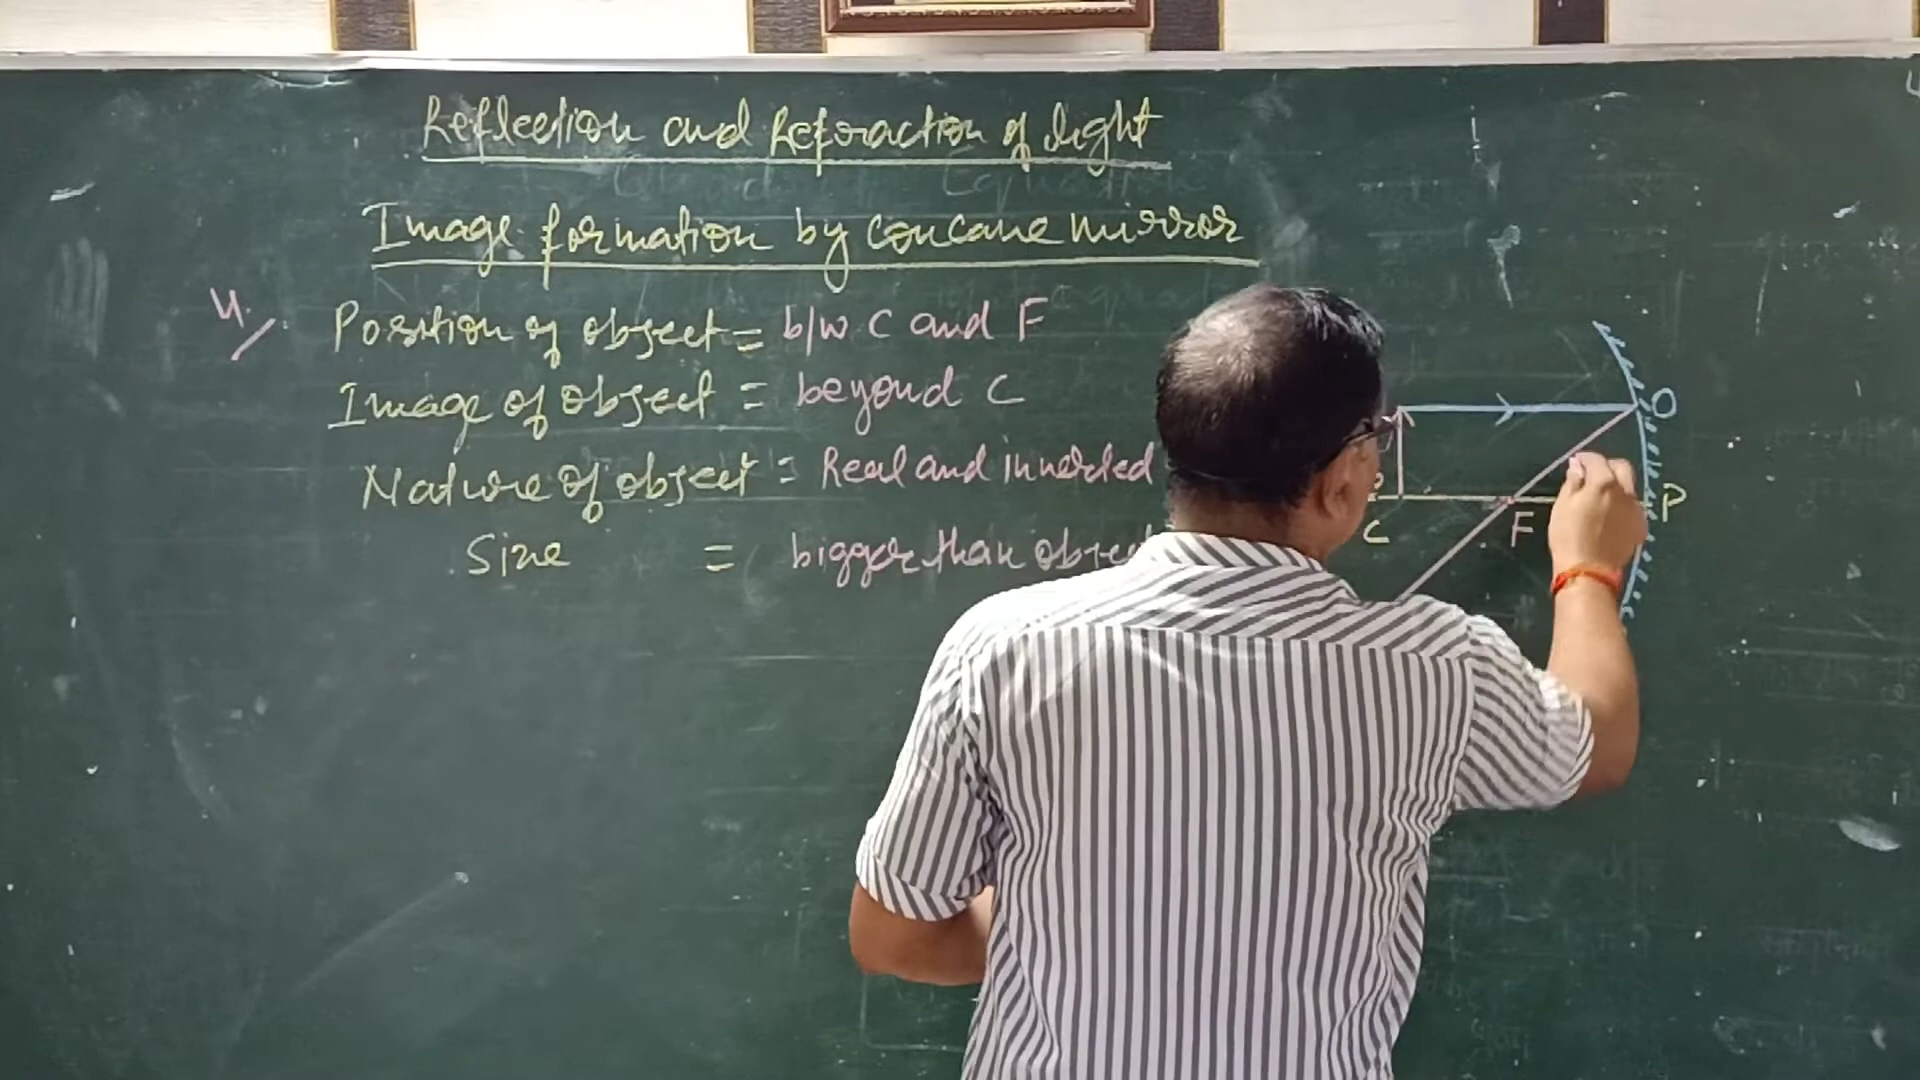 Reflection and Refraction of light
Image formation by concave mirror
4/ Position of object = b/w C and F
Image of object = beyond C
Nature of object = Real and inverted
Size = bigger than object
O
P
C
F